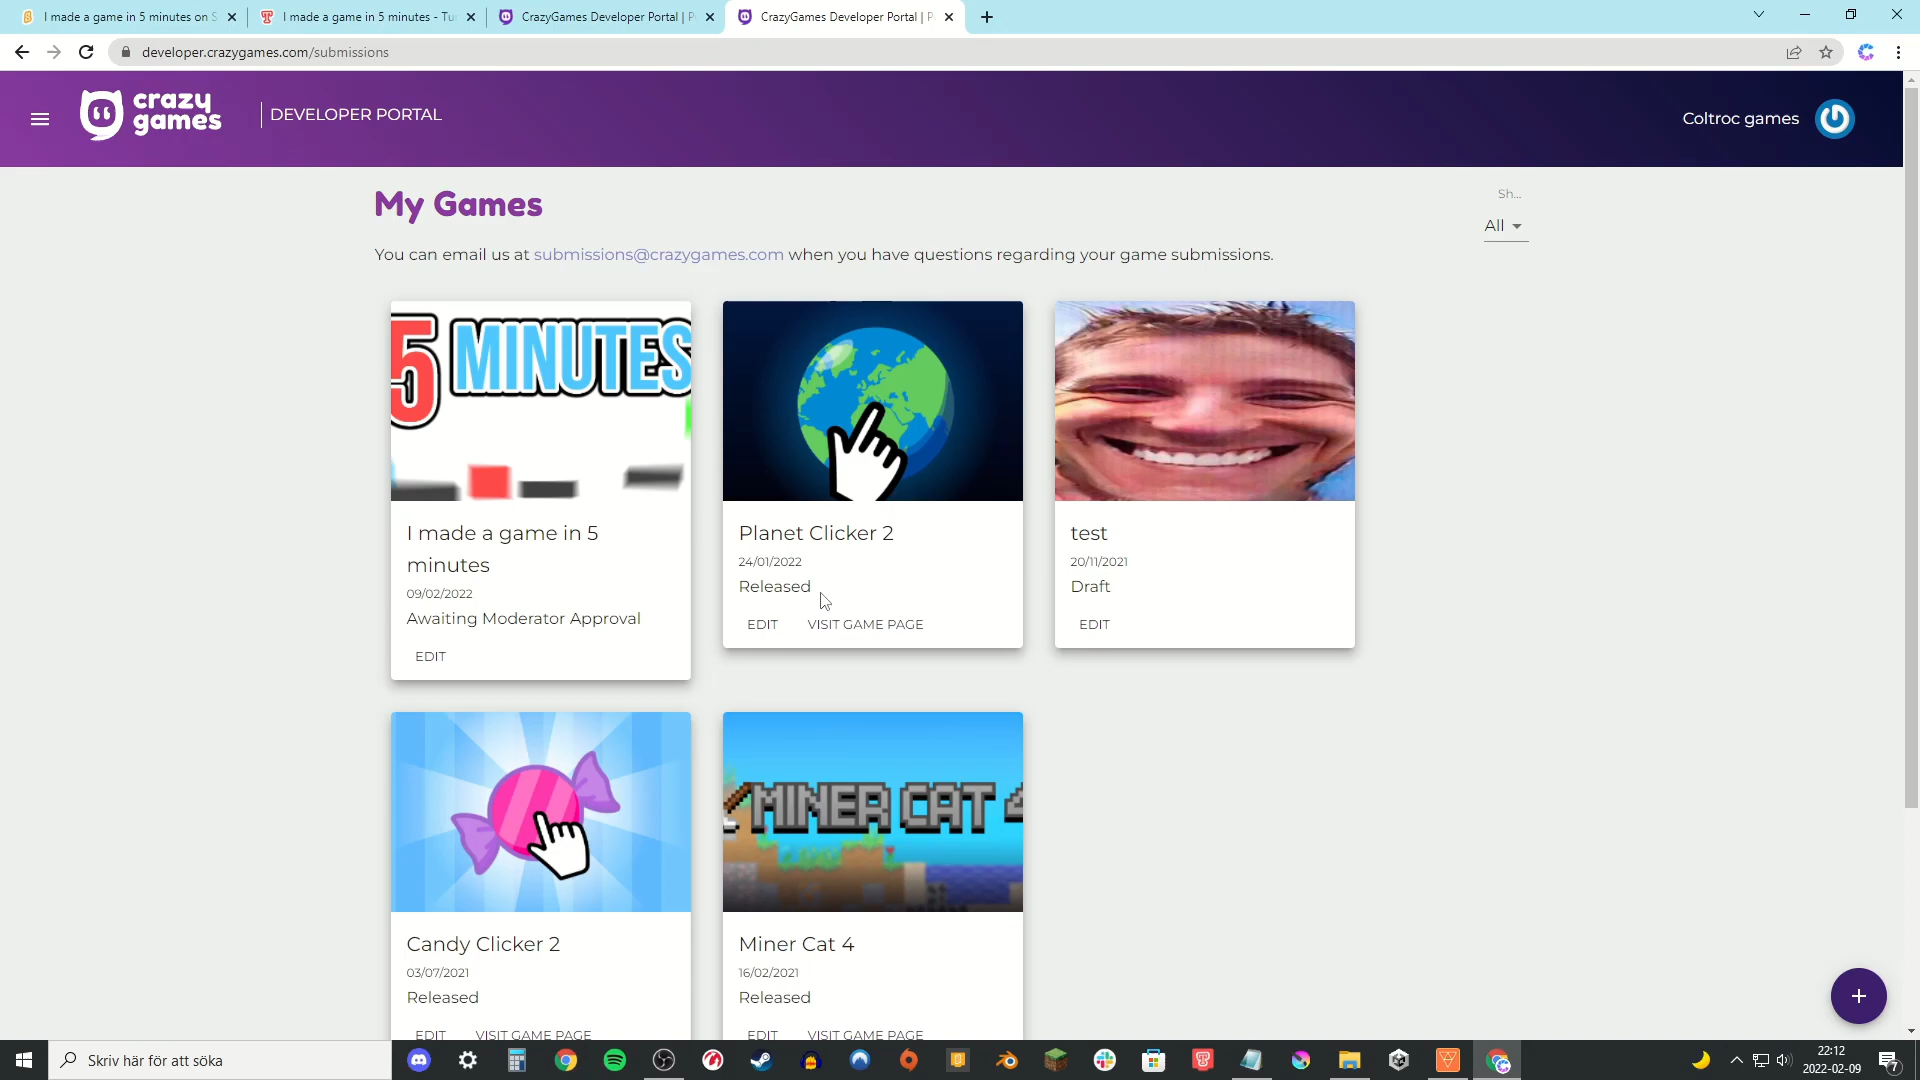 I made a game in 5 minutes on S
I made a game in 5 minutes - Tu
CrazyGames Developer Portal | P
CrazyGames Developer Portal | P
developer.crazygames.com/submissions
crazy games
DEVELOPER PORTAL
Coltroc games
My Games
Sh...
All
You can email us at submissions@crazygames.com when you have questions regarding your game submissions.
5 MINUTES
I made a game in 5
minutes
09/02/2022
Awaiting Moderator Approval
EDIT
Planet Clicker 2
24/01/2022
Released
EDIT VISIT GAME PAGE
test
20/11/2021
Draft
EDIT
Candy Clicker 2
03/07/2021
Released
EDIT VISIT GAME PAGE
MINER CAT 4
Miner Cat 4
16/02/2021
Released
EDIT VISIT GAME PAGE
Skriv här för att söka
22:12
2022-02-09
7